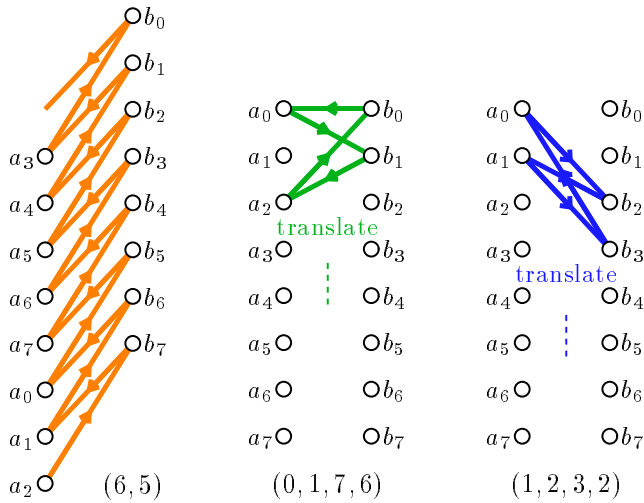 b₀
b₁
b₂
a₃ b₃
a₄ b₄
a₅ b₅
a₆ b₆
a₇ b₇
a₀
a₁
a₂
(6, 5)
a₀ b₀
a₁ b₁
a₂ b₂
translate
a₃ b₃
a₄ b₄
a₅ b₅
a₆ b₆
a₇ b₇
(0, 1, 7, 6)
a₀ b₀
a₁ b₁
a₂ b₂
a₃ b₃
translate
a₄ b₄
a₅ b₅
a₆ b₆
a₇ b₇
(1, 2, 3, 2)